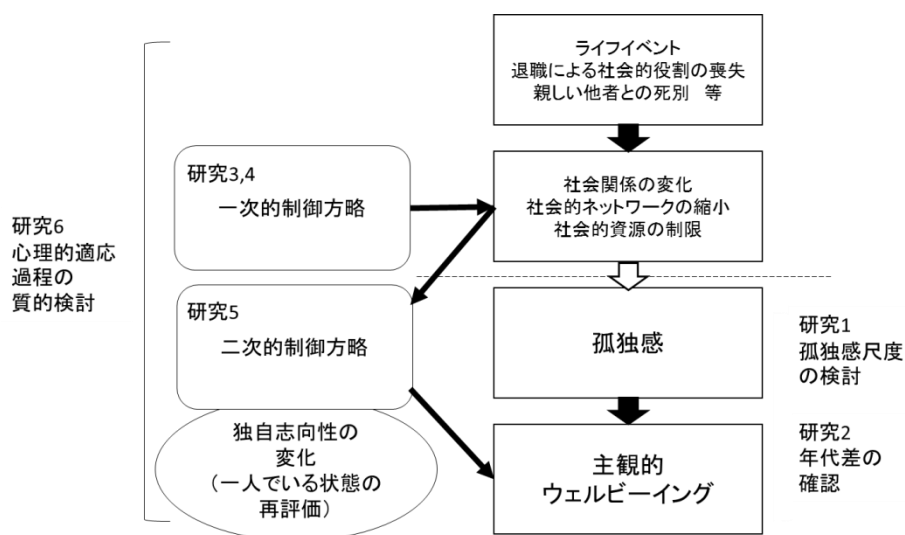 ライフイベント
退職による社会的役割の喪失
親しい他者との死別　等
研究3,4
一次的制御方略
社会関係の変化
社会的ネットワークの縮小
社会的資源の制限
研究6
心理的適応
過程の
質的検討
研究5
二次的制御方略
孤独感
研究1
孤独感尺度
の検討
独自志向性の
変化
（一人でいる状態の
再評価）
主観的
ウェルビーイング
研究2
年代差の
確認